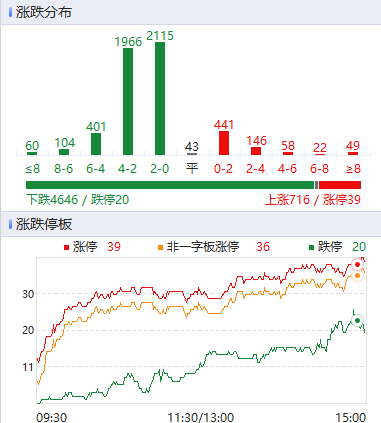 涨跌分布
60 104 401 1966 2115 43 441 146 58 22 49
≤8 8-6 6-4 4-2 2-0 平 0-2 2-4 4-6 6-8 ≥8
下跌4646 / 跌停20 上涨716 / 涨停39
涨跌停板
涨停 39 非一字板涨停 36 跌停 20
30
20
11
09:30 11:30/13:00 15:00